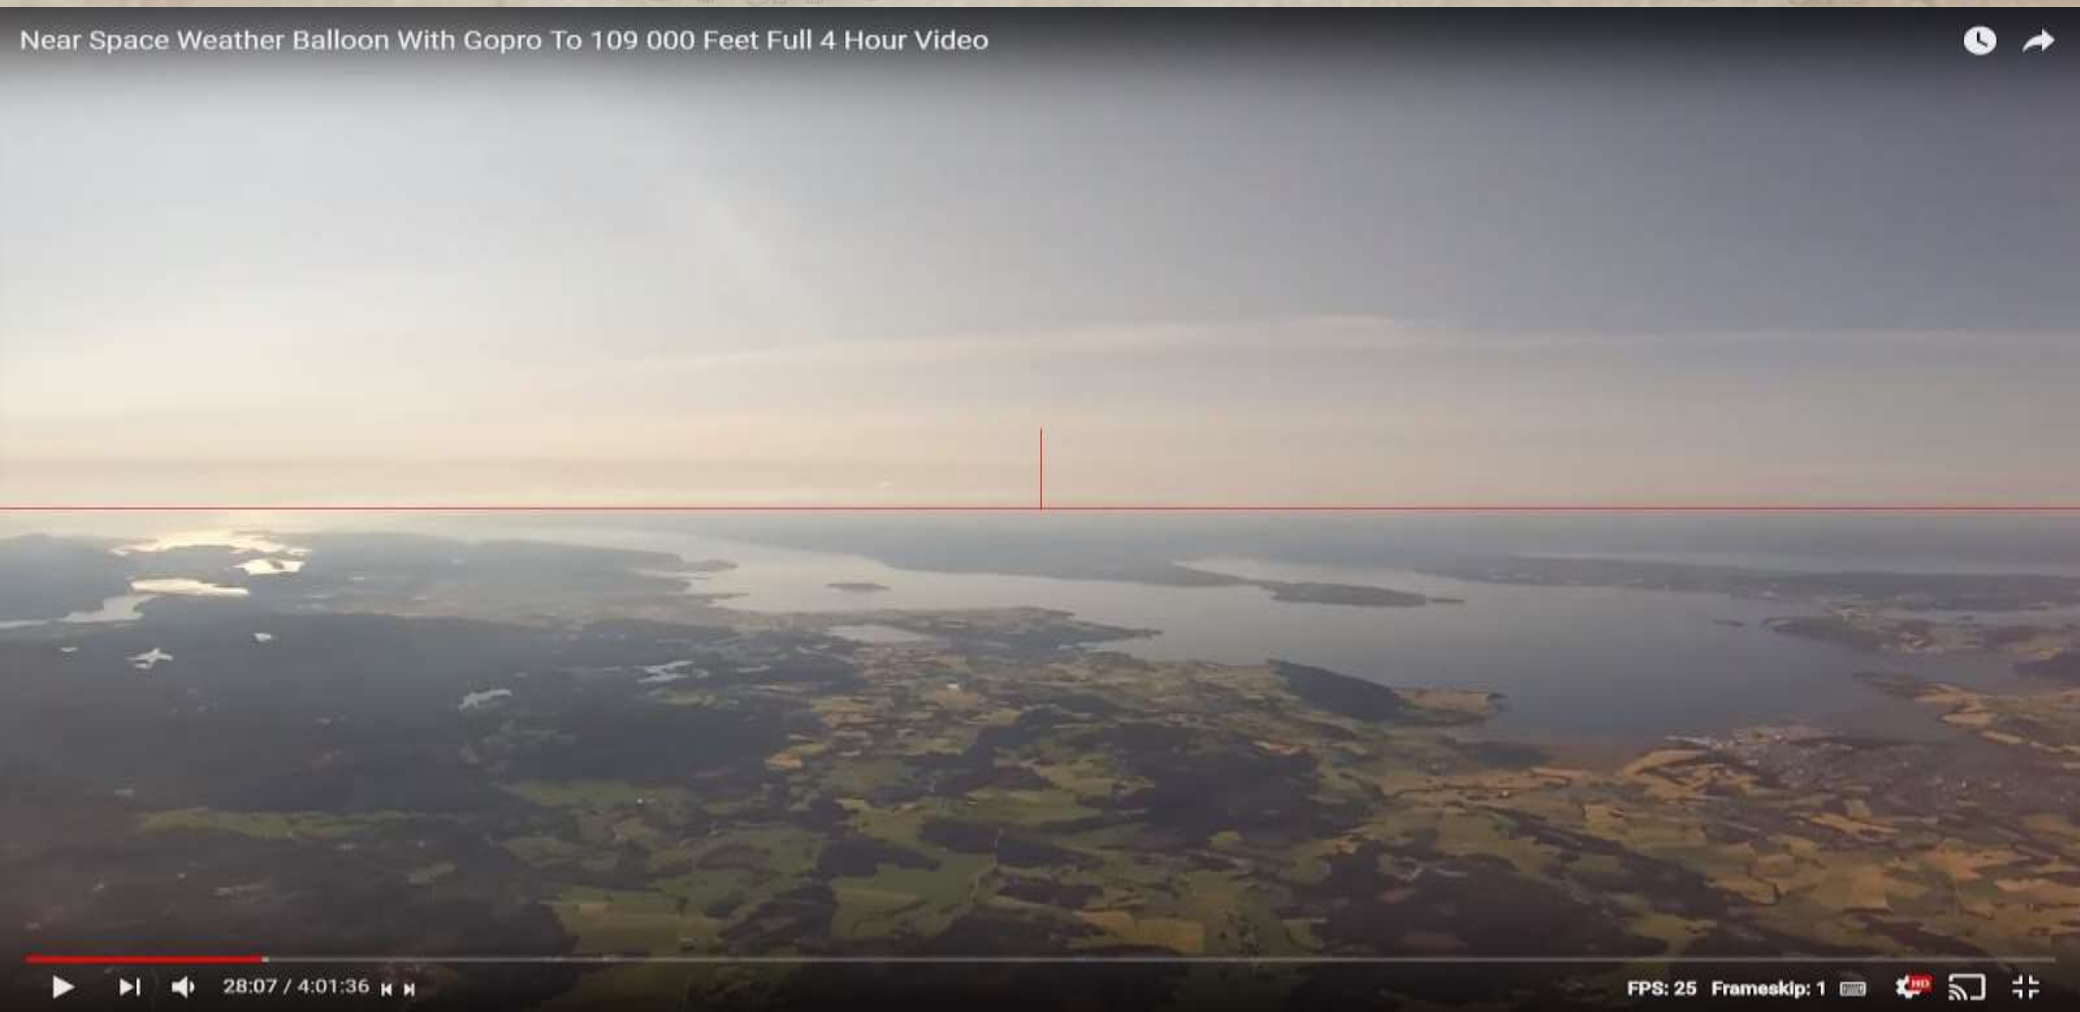 Near Space Weather Balloon With Gopro To 109 000 Feet Full 4 Hour Video
28:07 / 4:01:36
FPS: 25 Frameskip: 1
HD